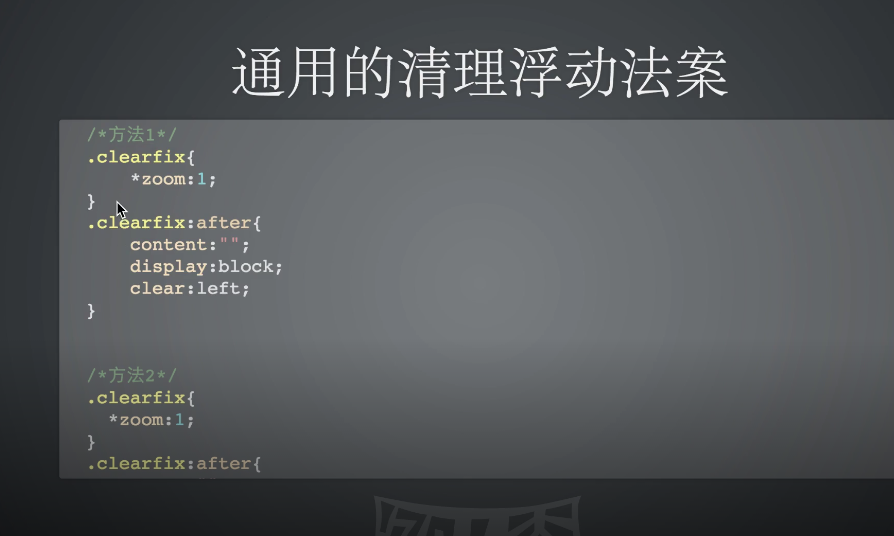 通用的清理浮动法案
/*方法1*/
.clearfix{
    *zoom:1;
}
.clearfix:after{
    content:"";
    display:block;
    clear:left;
}
/*方法2*/
.clearfix{
  *zoom:1;
}
.clearfix:after{